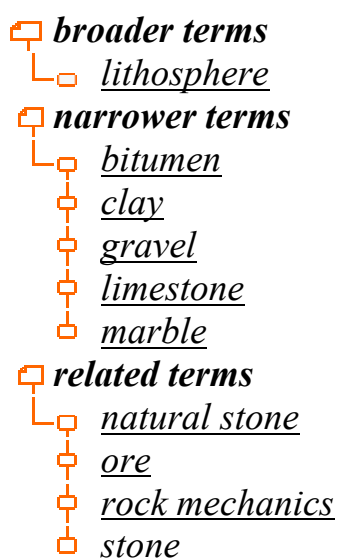 broader terms
lithosphere
narrower terms
bitumen
clay
gravel
limestone
marble
related terms
natural stone
ore
rock mechanics
stone